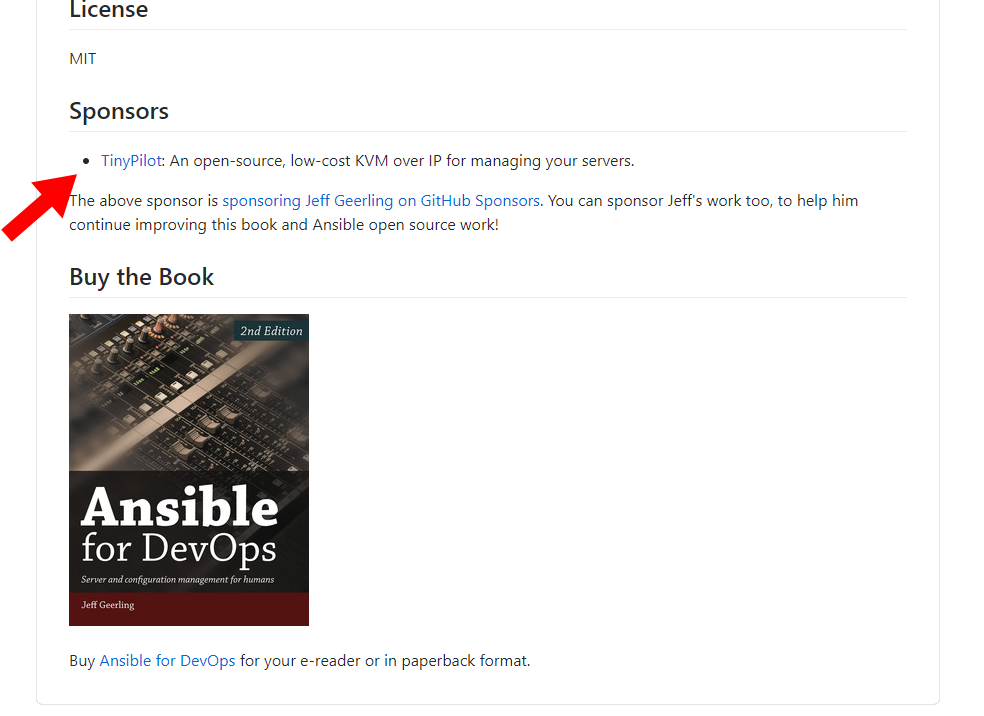 License
MIT
Sponsors
TinyPilot: An open-source, low-cost KVM over IP for managing your servers.
The above sponsor is sponsoring Jeff Geerling on GitHub Sponsors. You can sponsor Jeff's work too, to help him
continue improving this book and Ansible open source work!
Buy the Book
2nd Edition
Ansible
for DevOps
Server and configuration management for humans
Jeff Geerling
Buy Ansible for DevOps for your e-reader or in paperback format.